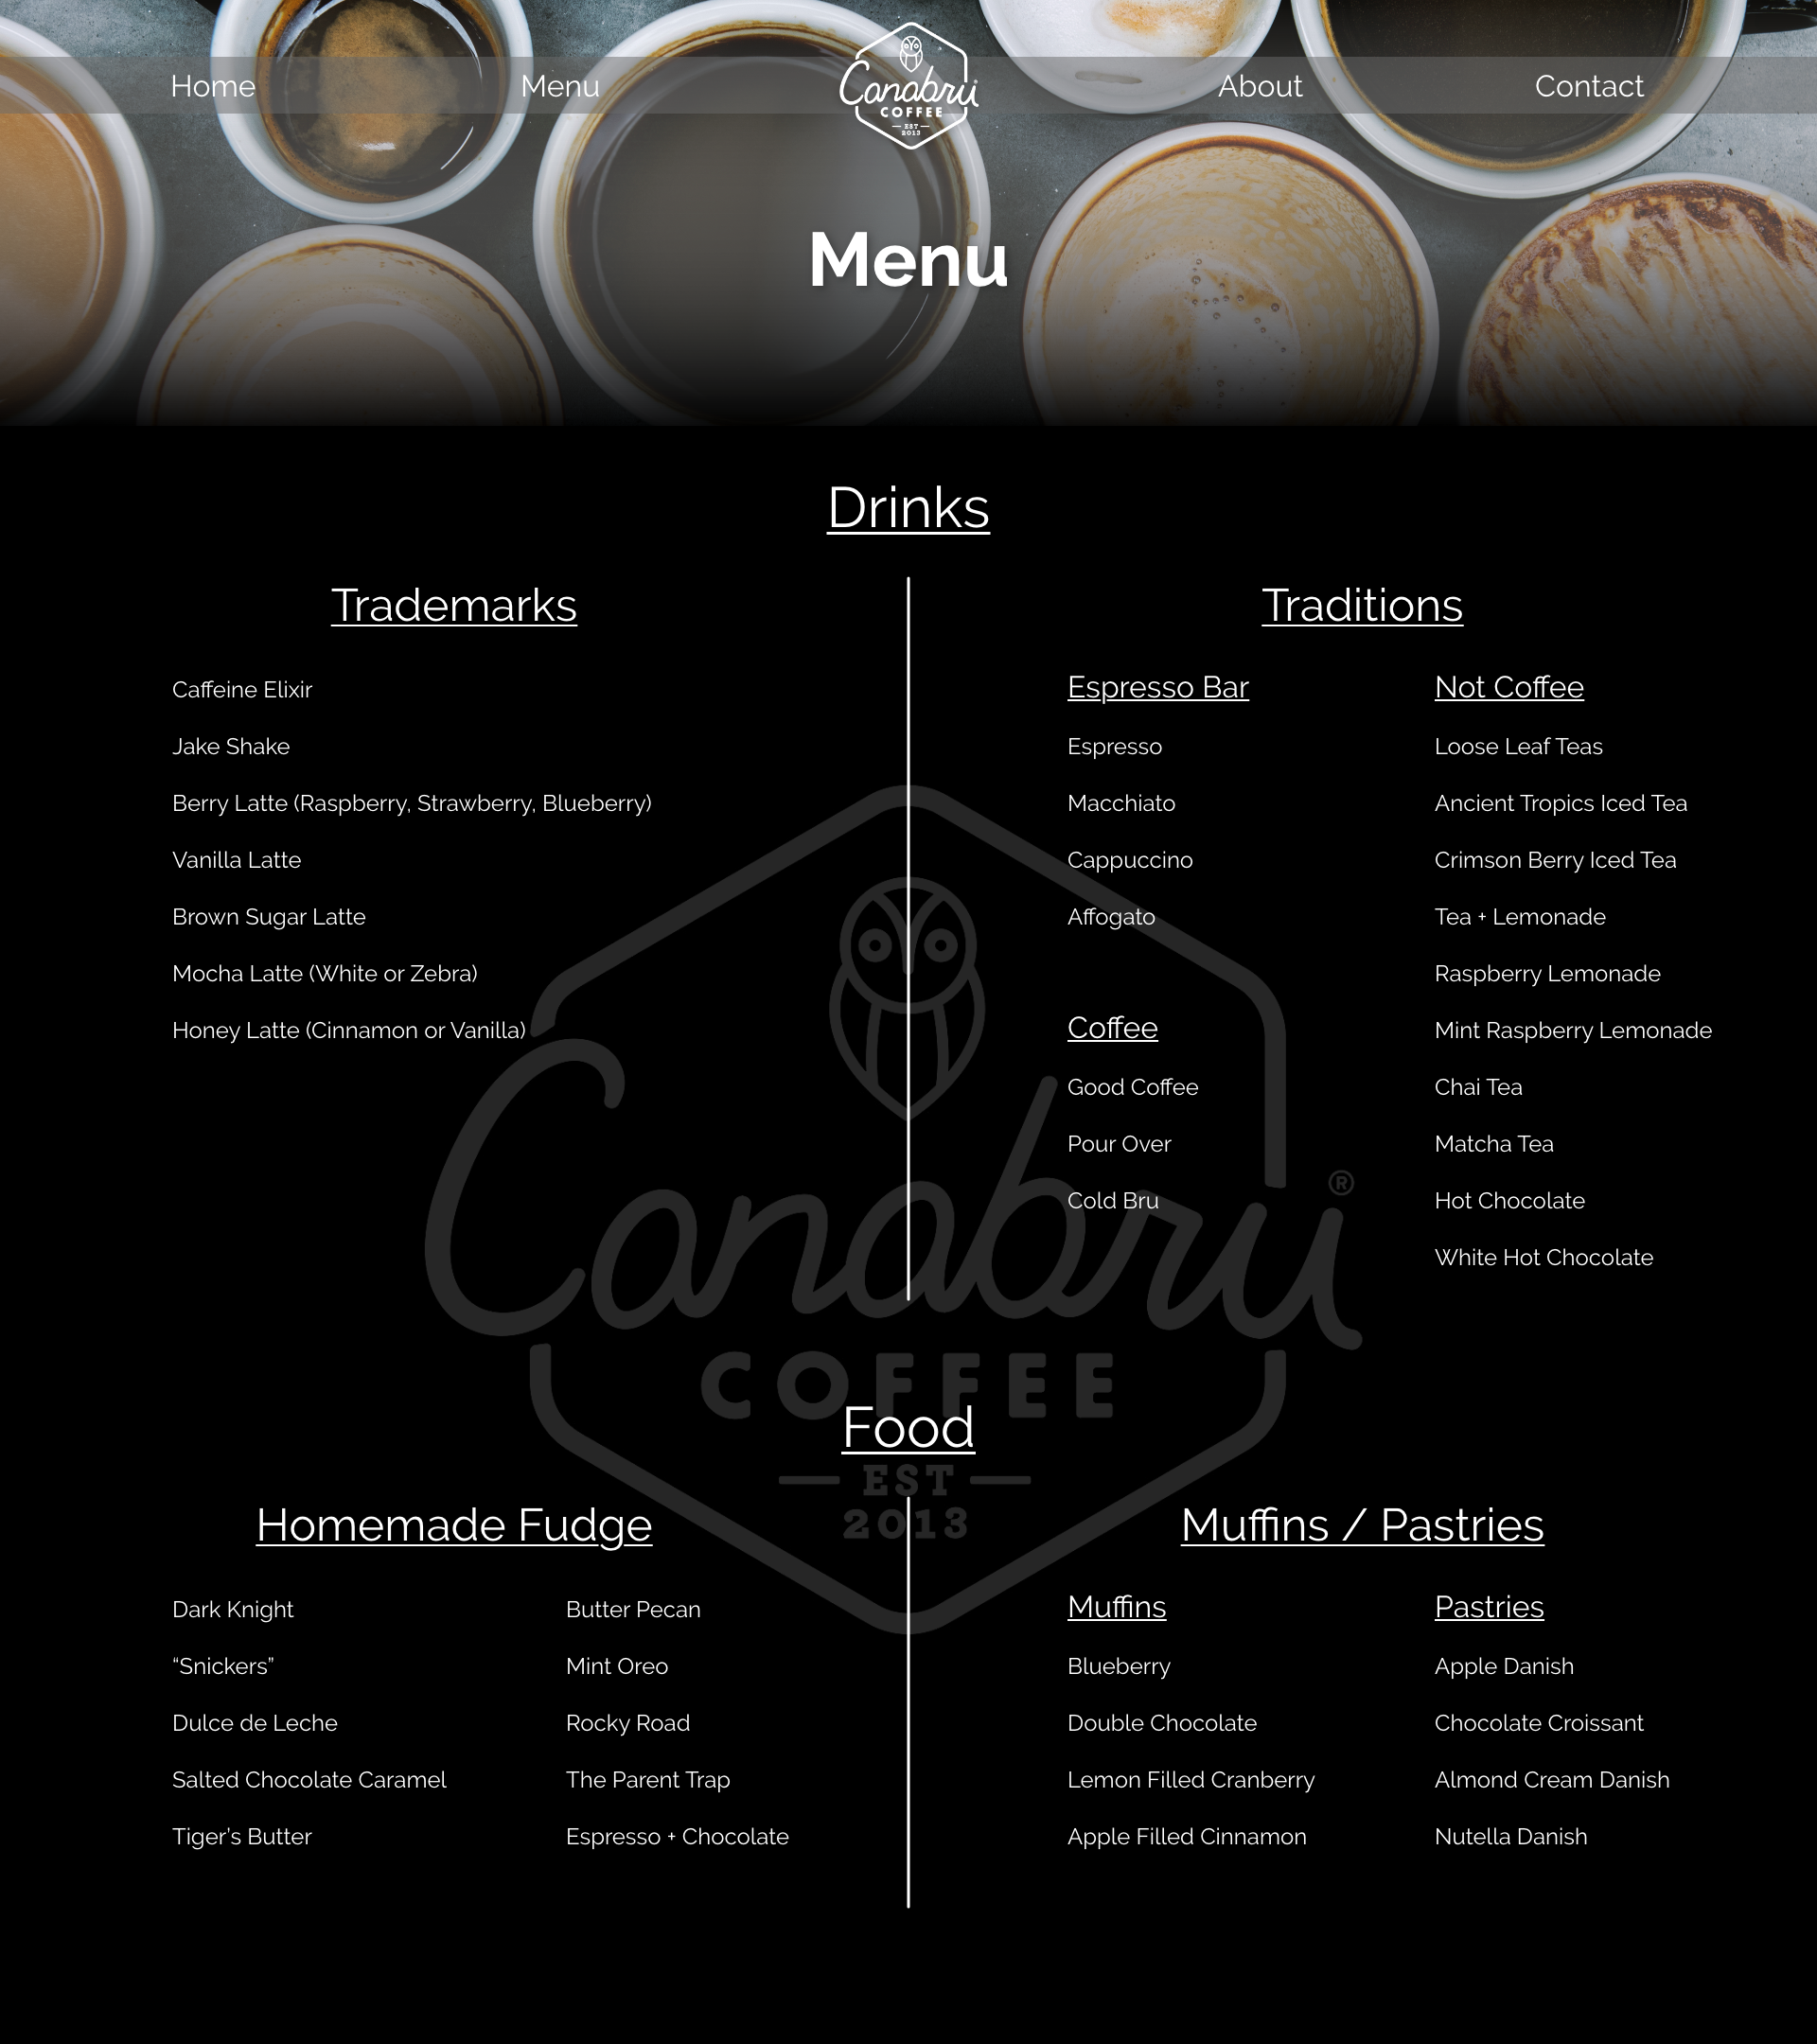 Home
Menu
Canabrü
COFFEE
EST
2013
About
Contact
Menu
Drinks
Trademarks
Caffeine Elixir
Jake Shake
Berry Latte (Raspberry, Strawberry, Blueberry)
Vanilla Latte
Brown Sugar Latte
Mocha Latte (White or Zebra)
Honey Latte (Cinnamon or Vanilla)
Traditions
Espresso Bar
Espresso
Macchiato
Cappuccino
Affogato
Coffee
Good Coffee
Pour Over
Cold Bru
Not Coffee
Loose Leaf Teas
Ancient Tropics Iced Tea
Crimson Berry Iced Tea
Tea + Lemonade
Raspberry Lemonade
Mint Raspberry Lemonade
Chai Tea
Matcha Tea
Hot Chocolate
White Hot Chocolate
Canabrü®
COFFEE
EST
2013
Food
Homemade Fudge
Dark Knight
“Snickers”
Dulce de Leche
Salted Chocolate Caramel
Tiger’s Butter
Butter Pecan
Mint Oreo
Rocky Road
The Parent Trap
Espresso + Chocolate
Muffins / Pastries
Muffins
Blueberry
Double Chocolate
Lemon Filled Cranberry
Apple Filled Cinnamon
Pastries
Apple Danish
Chocolate Croissant
Almond Cream Danish
Nutella Danish